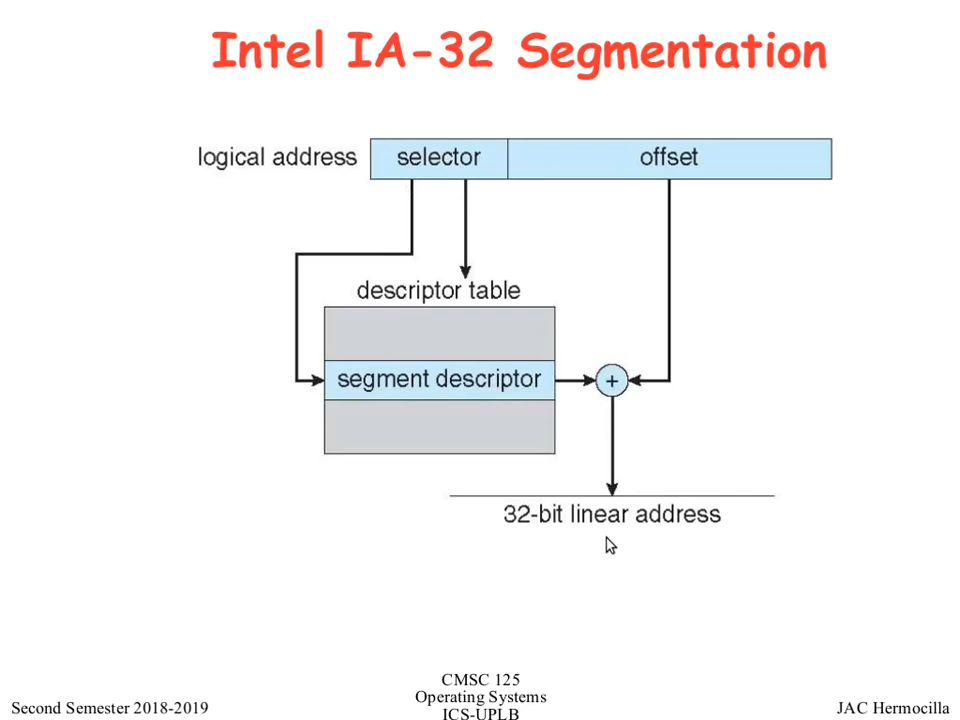 Intel IA-32 Segmentation
logical address
selector
offset
descriptor table
segment descriptor
+
32-bit linear address
Second Semester 2018-2019
CMSC 125
Operating Systems
ICS-UPLB
JAC Hermocilla